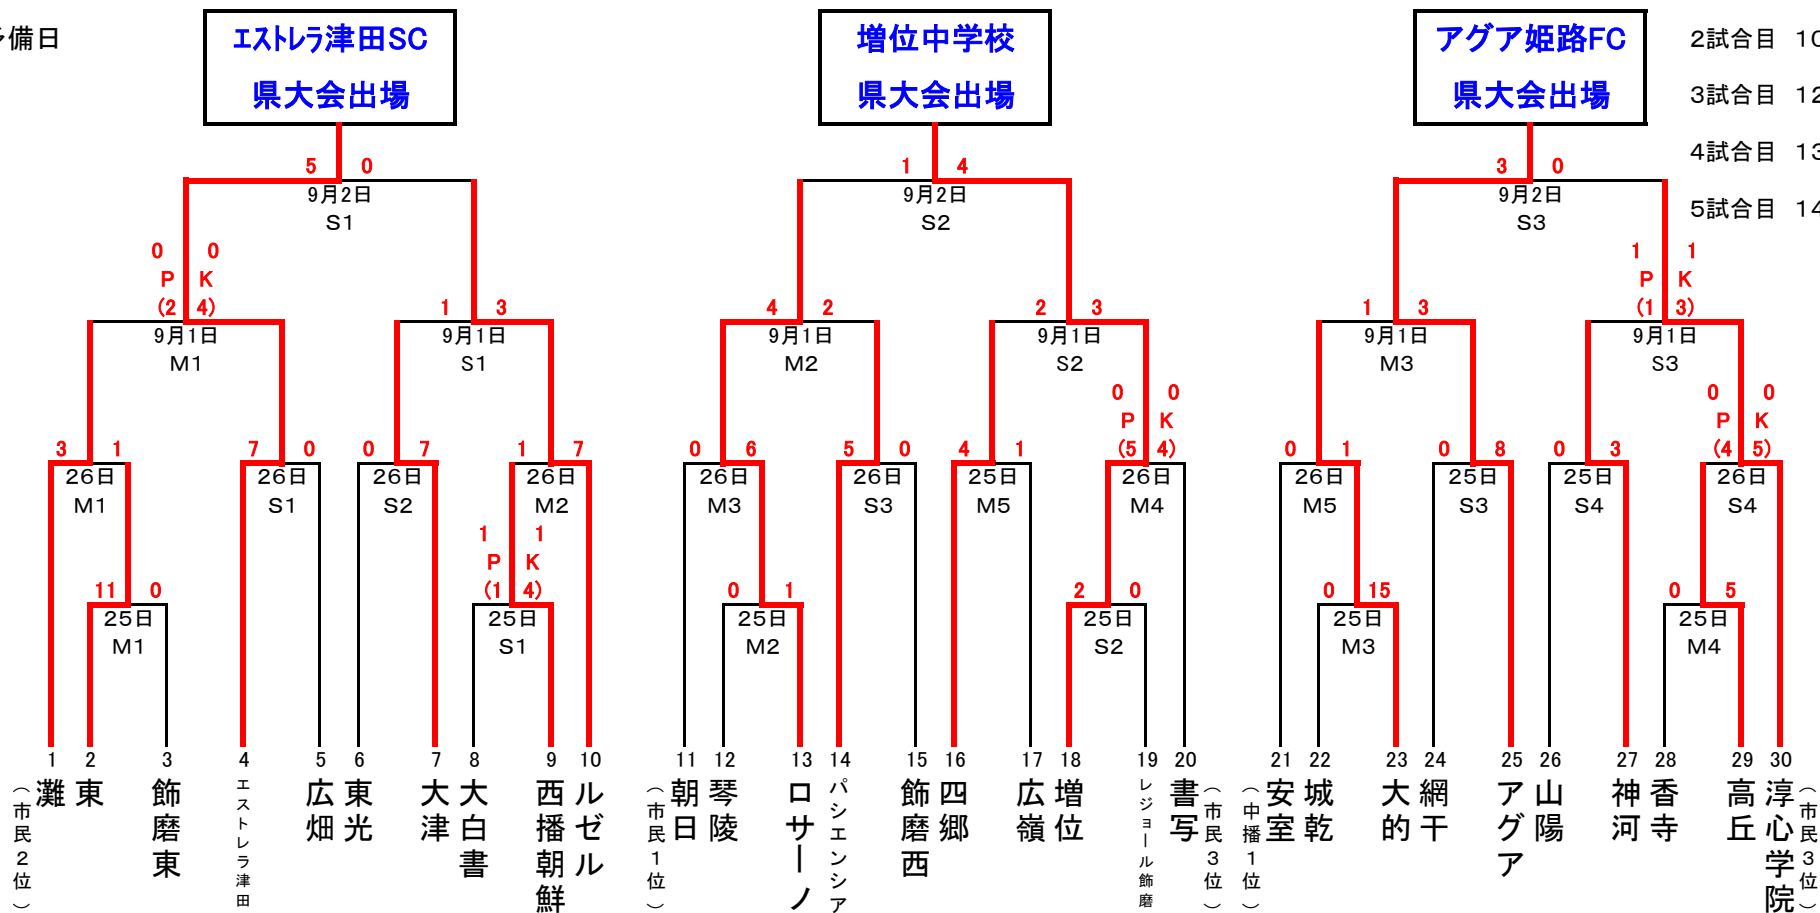 予備日
エストレラ津田SC
県大会出場
増位中学校
県大会出場
アグア姫路FC
県大会出場
2試合目 10
3試合目 12
4試合目 13
5試合目 14
5 0
9月2日
S1
1 4
9月2日
S2
3 0
9月2日
S3
0 0
P K
(2 4)
9月1日
M1
1 3
9月1日
S1
4 2
9月1日
M2
2 3
9月1日
S2
1 3
9月1日
M3
1 1
P K
(1 3)
9月1日
S3
3 1
26日
M1
7 0
26日
S1
0 7
26日
S2
1 7
26日
M2
0 6
26日
M3
5 0
26日
S3
4 1
25日
M5
0 0
P K
(5 4)
26日
M4
0 1
26日
M5
0 8
25日
S3
0 3
25日
S4
0 0
P K
(4 5)
26日
S4
11 0
25日
M1
1 1
P K
(1 4)
25日
S1
0 1
25日
M2
2 0
25日
S2
0 15
25日
M3
0 5
25日
M4
1 灘 (市民2位)
2 東
3 飾磨東
4 エストレラ津田
5 広畑
6 東光
7 大津
8 大白書
9 西播朝鮮
10 ルゼル
11 朝日 (市民1位)
12 琴陵
13 ロサーノ
14 パシエンシア
15 飾磨西
16 四郷
17 広嶺
18 増位
19 レジョール飾磨
20 書写 (市民3位)
21 安室 (中播1位)
22 城乾
23 大的
24 網干
25 アグア
26 山陽
27 神河
28 香寺
29 高丘
30 淳心学院 (市民3位)